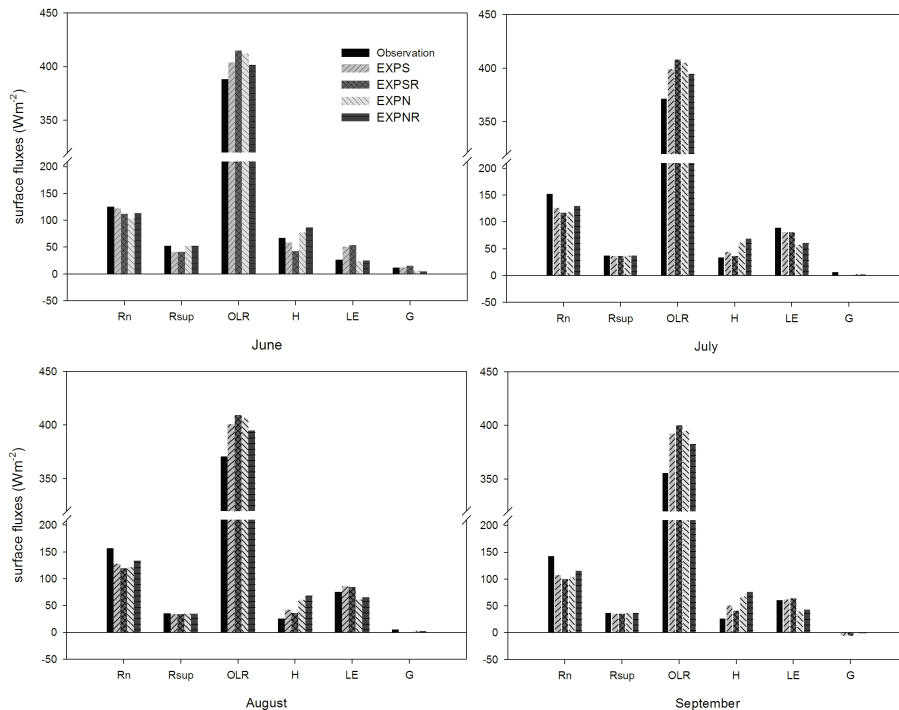 450
400
350
200
150
100
50
0
-50
surface fluxes (Wm-2)
Observation
EXPS
EXPSR
EXPN
EXPNR
Rn Rsup OLR H LE G
June
450
400
350
200
150
100
50
0
-50
Rn Rsup OLR H LE G
July
450
400
350
200
150
100
50
0
-50
surface fluxes (Wm-2)
Rn Rsup OLR H LE G
August
450
400
350
200
150
100
50
0
-50
Rn Rsup OLR H LE G
September